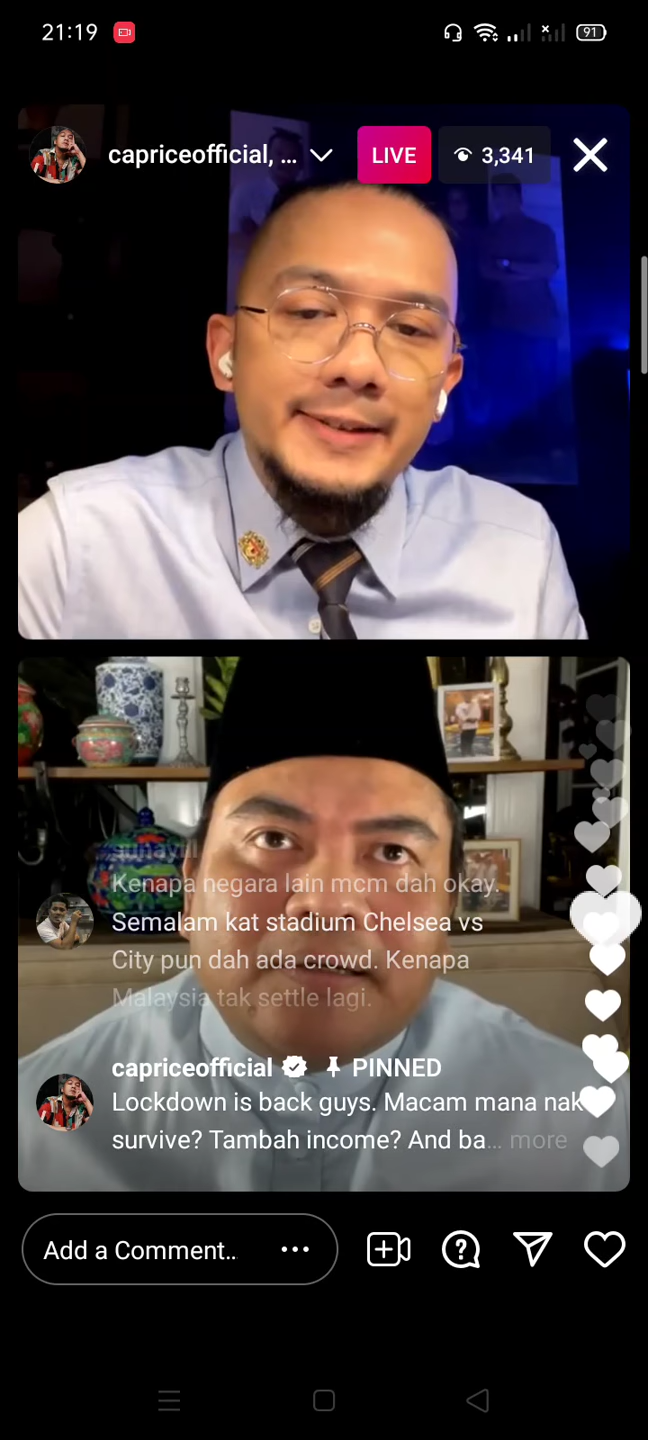 21:19
91
capriceofficial, ...
LIVE
3,341
sunayill
Kenapa negara lain mcm dah okay.
Semalam kat stadium Chelsea vs
City pun dah ada crowd. Kenapa
Malaysia tak settle lagi.
capriceofficial PINNED
Lockdown is back guys. Macam mana nak
survive? Tambah income? And ba... more
Add a Comment..